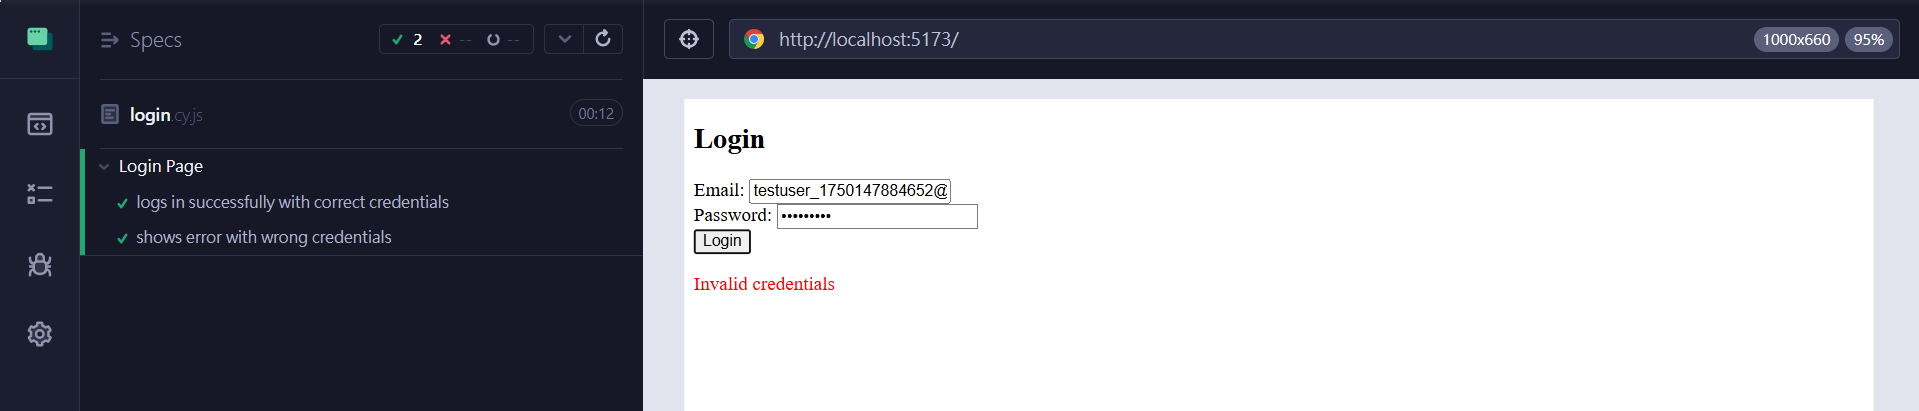 Specs
2 -- --
http://localhost:5173/
1000x660 95%
login.cy.js
00:12
Login Page
logs in successfully with correct credentials
shows error with wrong credentials
Login
Email: testuser_1750147884652@
Password: •••••••••
Login
Invalid credentials